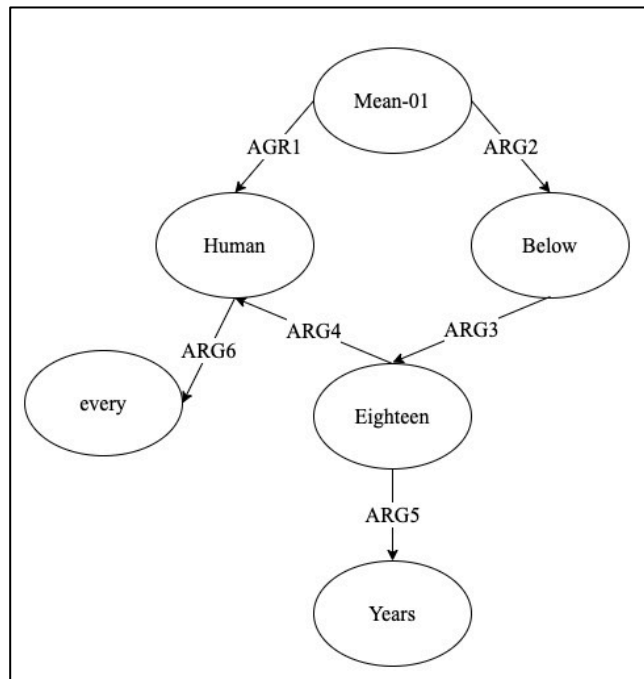 Mean-01
AGR1 ARG2
Human Below
ARG4 ARG3
ARG6
every Eighteen
ARG5
Years